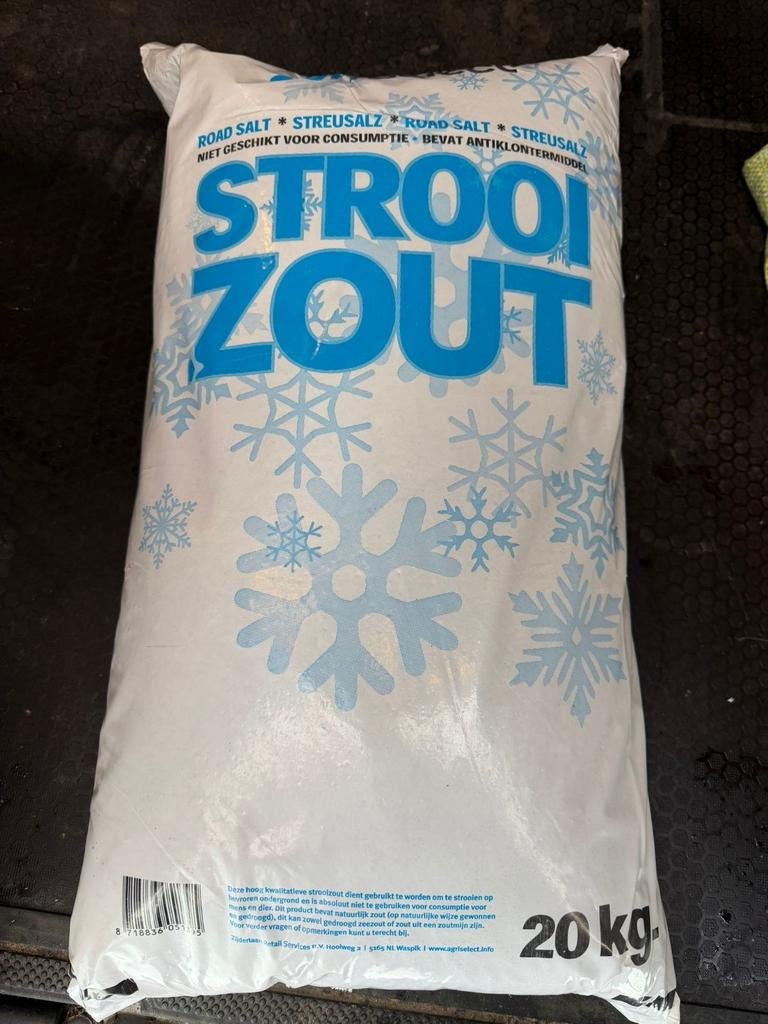 ROAD SALT * STREUSALZ * ROAD SALT * STREUSALZ
NIET GESCHIKT VOOR CONSUMPTIE - BEVAT ANTIKLONTERMIDDEL
STROOI
ZOUT
Deze hoog kwalitatieve strooizout dient gebruikt te worden om te strooien op
bevroren ondergrond en is absoluut niet te gebruiken voor consumptie voor
mens en dier. Dit product bevat natuurlijk zout (op natuurlijke wijze gewonnen
en gedroogd), dit kan zowel gedroogd zeezout of zout uit een zoutmijn zijn.
Voor verder vragen of opmerkingen kunt u terecht bij.
Zijdertaan Retail Services B.V. Hoolweg 2 | 5165 NL Waspik | www.agriselect.info
20 kg.
8 718836 05